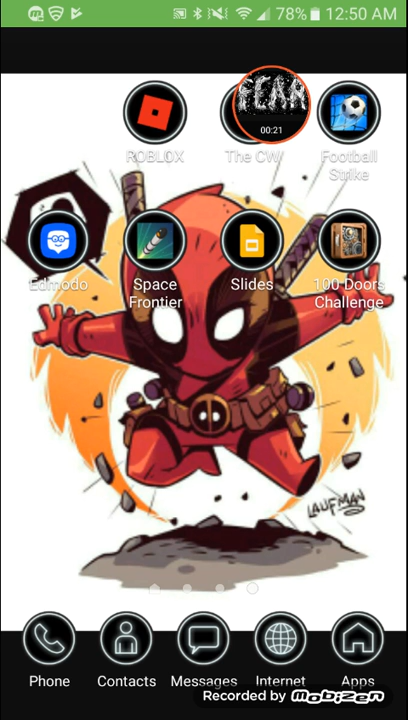 78% 12:50 AM
FEAR
00:21
ROBLOX
The CW
Football
Strike
Edmodo
Space
Frontier
Slides
100 Doors
Challenge
LAUFMAN
Phone
Contacts
Messages
Internet
Apps
Recorded by mobizen